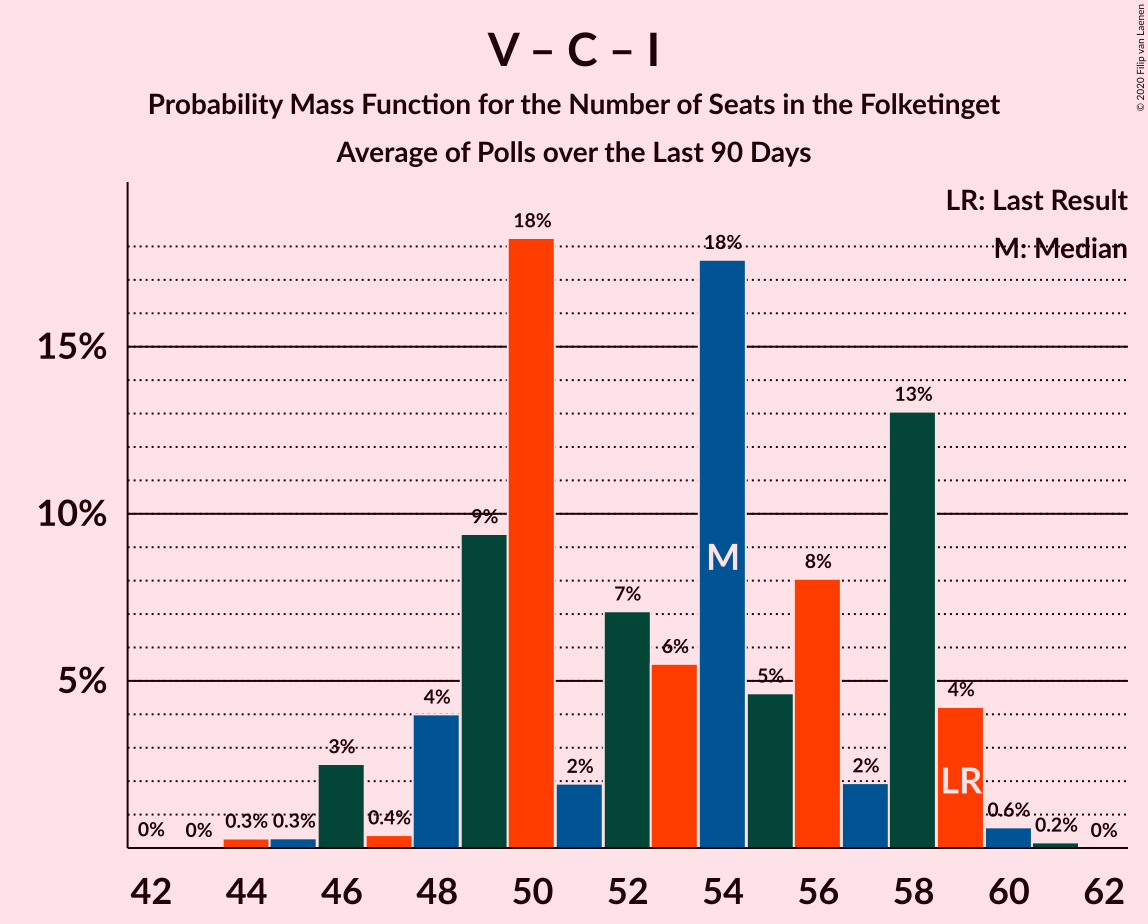 V – C – I
Probability Mass Function for the Number of Seats in the Folketinget
Average of Polls over the Last 90 Days
© 2020 Filip van Laenen
LR: Last Result
M: Median
15%
10%
5%
0%
0%
0.3%
0.3%
3%
0.4%
4%
9%
18%
2%
7%
6%
18%
5%
8%
2%
13%
4%
0.6%
0.2%
0%
M
LR
42 44 46 48 50 52 54 56 58 60 62